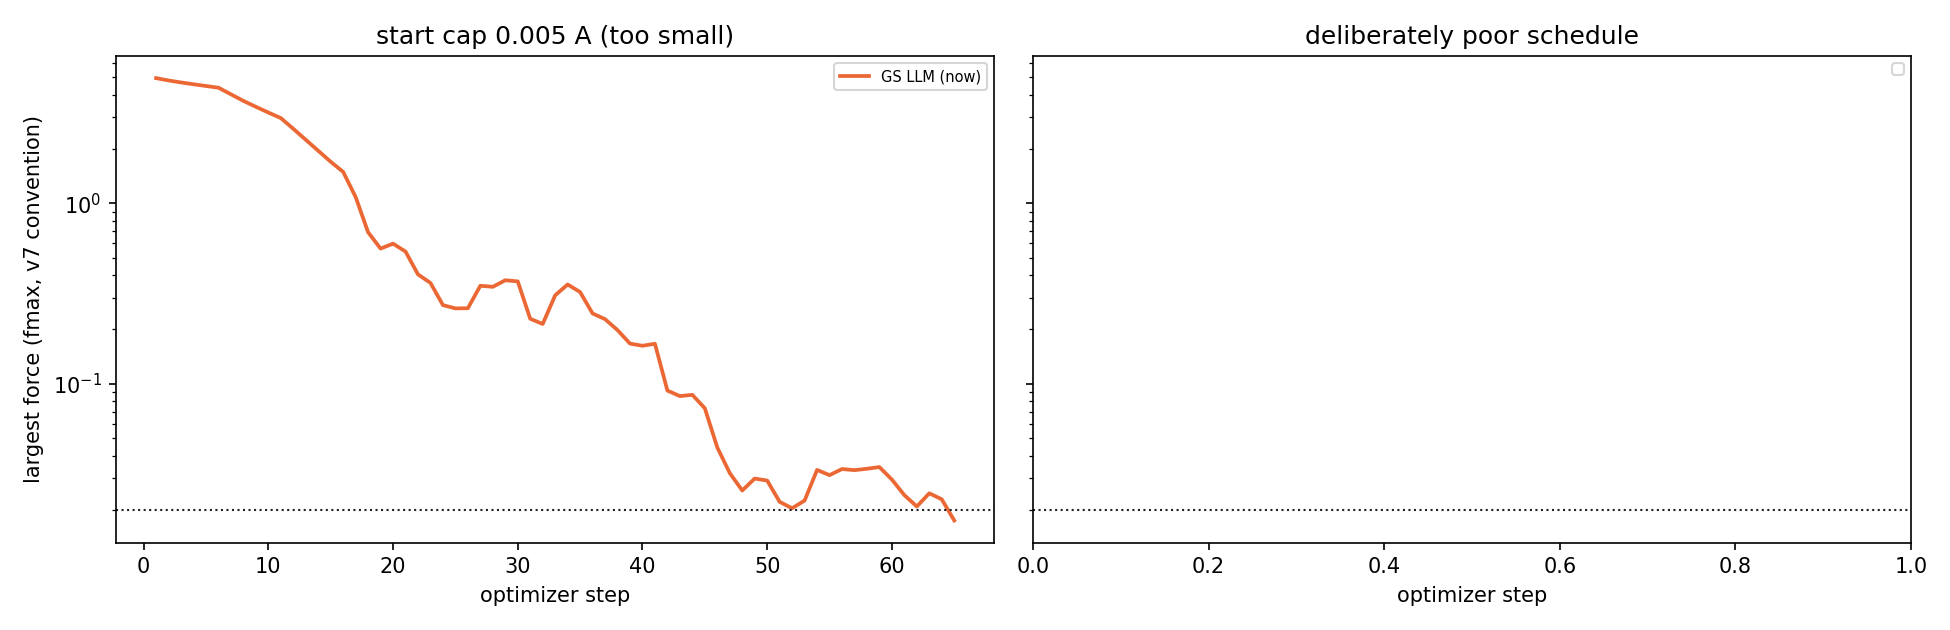 start cap 0.005 A (too small)
GS LLM (now)
largest force (fmax, v7 convention)
10⁰
10⁻¹
0 10 20 30 40 50 60
optimizer step
deliberately poor schedule
0.0 0.2 0.4 0.6 0.8 1.0
optimizer step